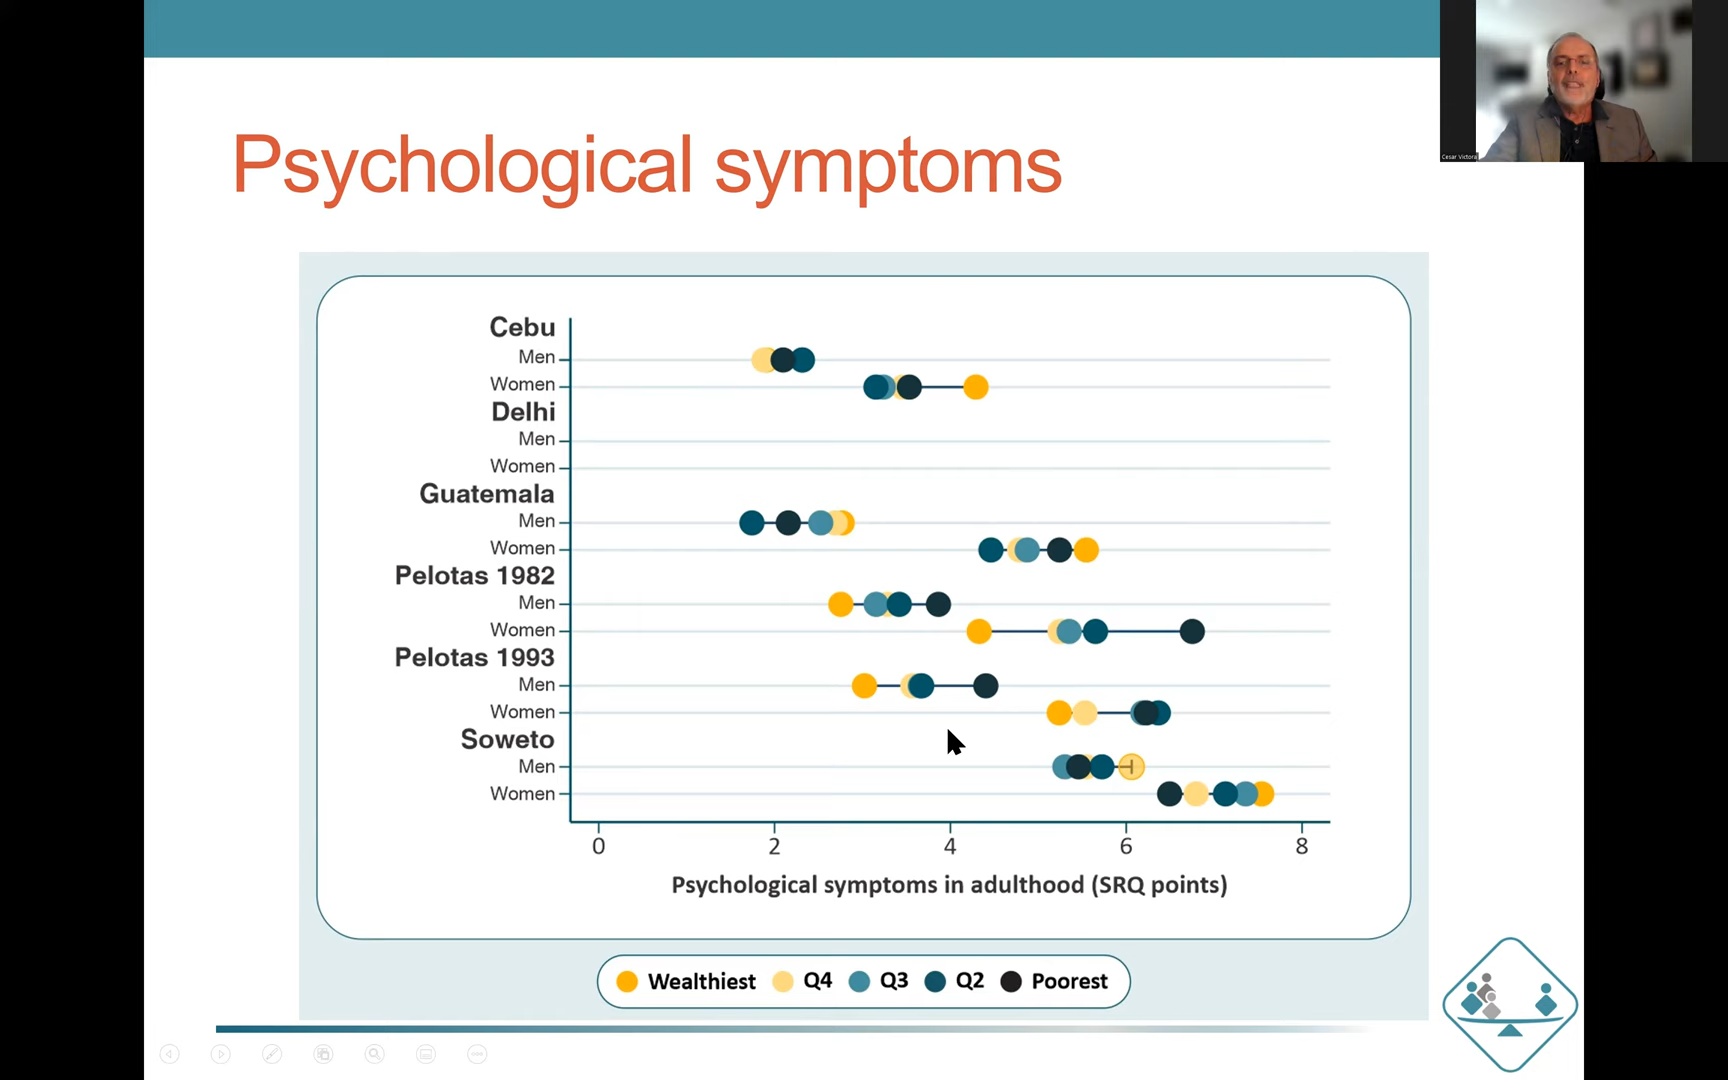 Psychological symptoms
Cesar Victora
Cebu
Men
Women
Delhi
Men
Women
Guatemala
Men
Women
Pelotas 1982
Men
Women
Pelotas 1993
Men
Women
Soweto
Men
Women
0 2 4 6 8
Psychological symptoms in adulthood (SRQ points)
Wealthiest Q4 Q3 Q2 Poorest